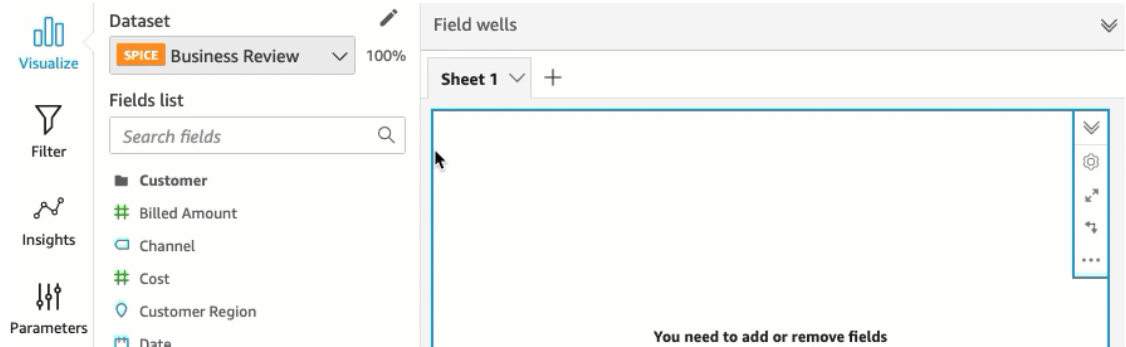 Dataset
SPICE Business Review 100%
Fields list
Search fields
Customer
Billed Amount
Channel
Cost
Customer Region
Date
Visualize
Filter
Insights
Parameters
Field wells
Sheet 1
You need to add or remove fields